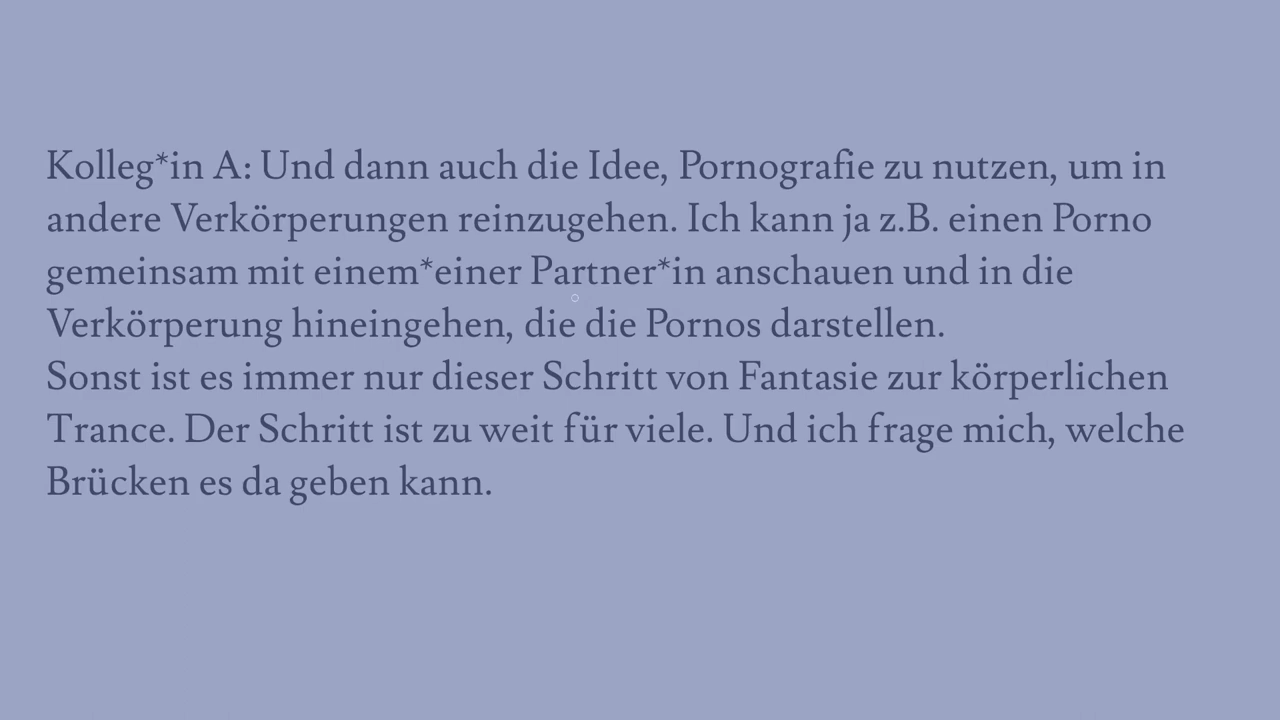 Kolleg*in A: Und dann auch die Idee, Pornografie zu nutzen, um in
andere Verkörperungen reinzugehen. Ich kann ja z.B. einen Porno
gemeinsam mit einem*einer Partner*in anschauen und in die
Verkörperung hineingehen, die die Pornos darstellen.
Sonst ist es immer nur dieser Schritt von Fantasie zur körperlichen
Trance. Der Schritt ist zu weit für viele. Und ich frage mich, welche
Brücken es da geben kann.